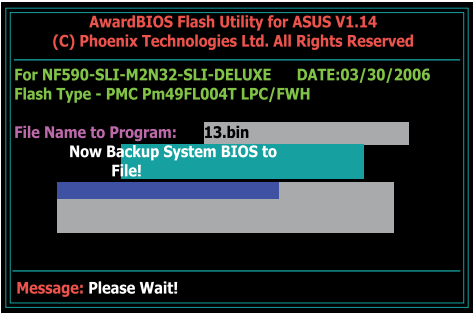 AwardBIOS Flash Utility for ASUS V1.14
(C) Phoenix Technologies Ltd. All Rights Reserved
For NF590-SLI-M2N32-SLI-DELUXE DATE:03/30/2006
Flash Type - PMC Pm49FL004T LPC/FWH
File Name to Program: 13.bin
Now Backup System BIOS to
File!
Message: Please Wait!